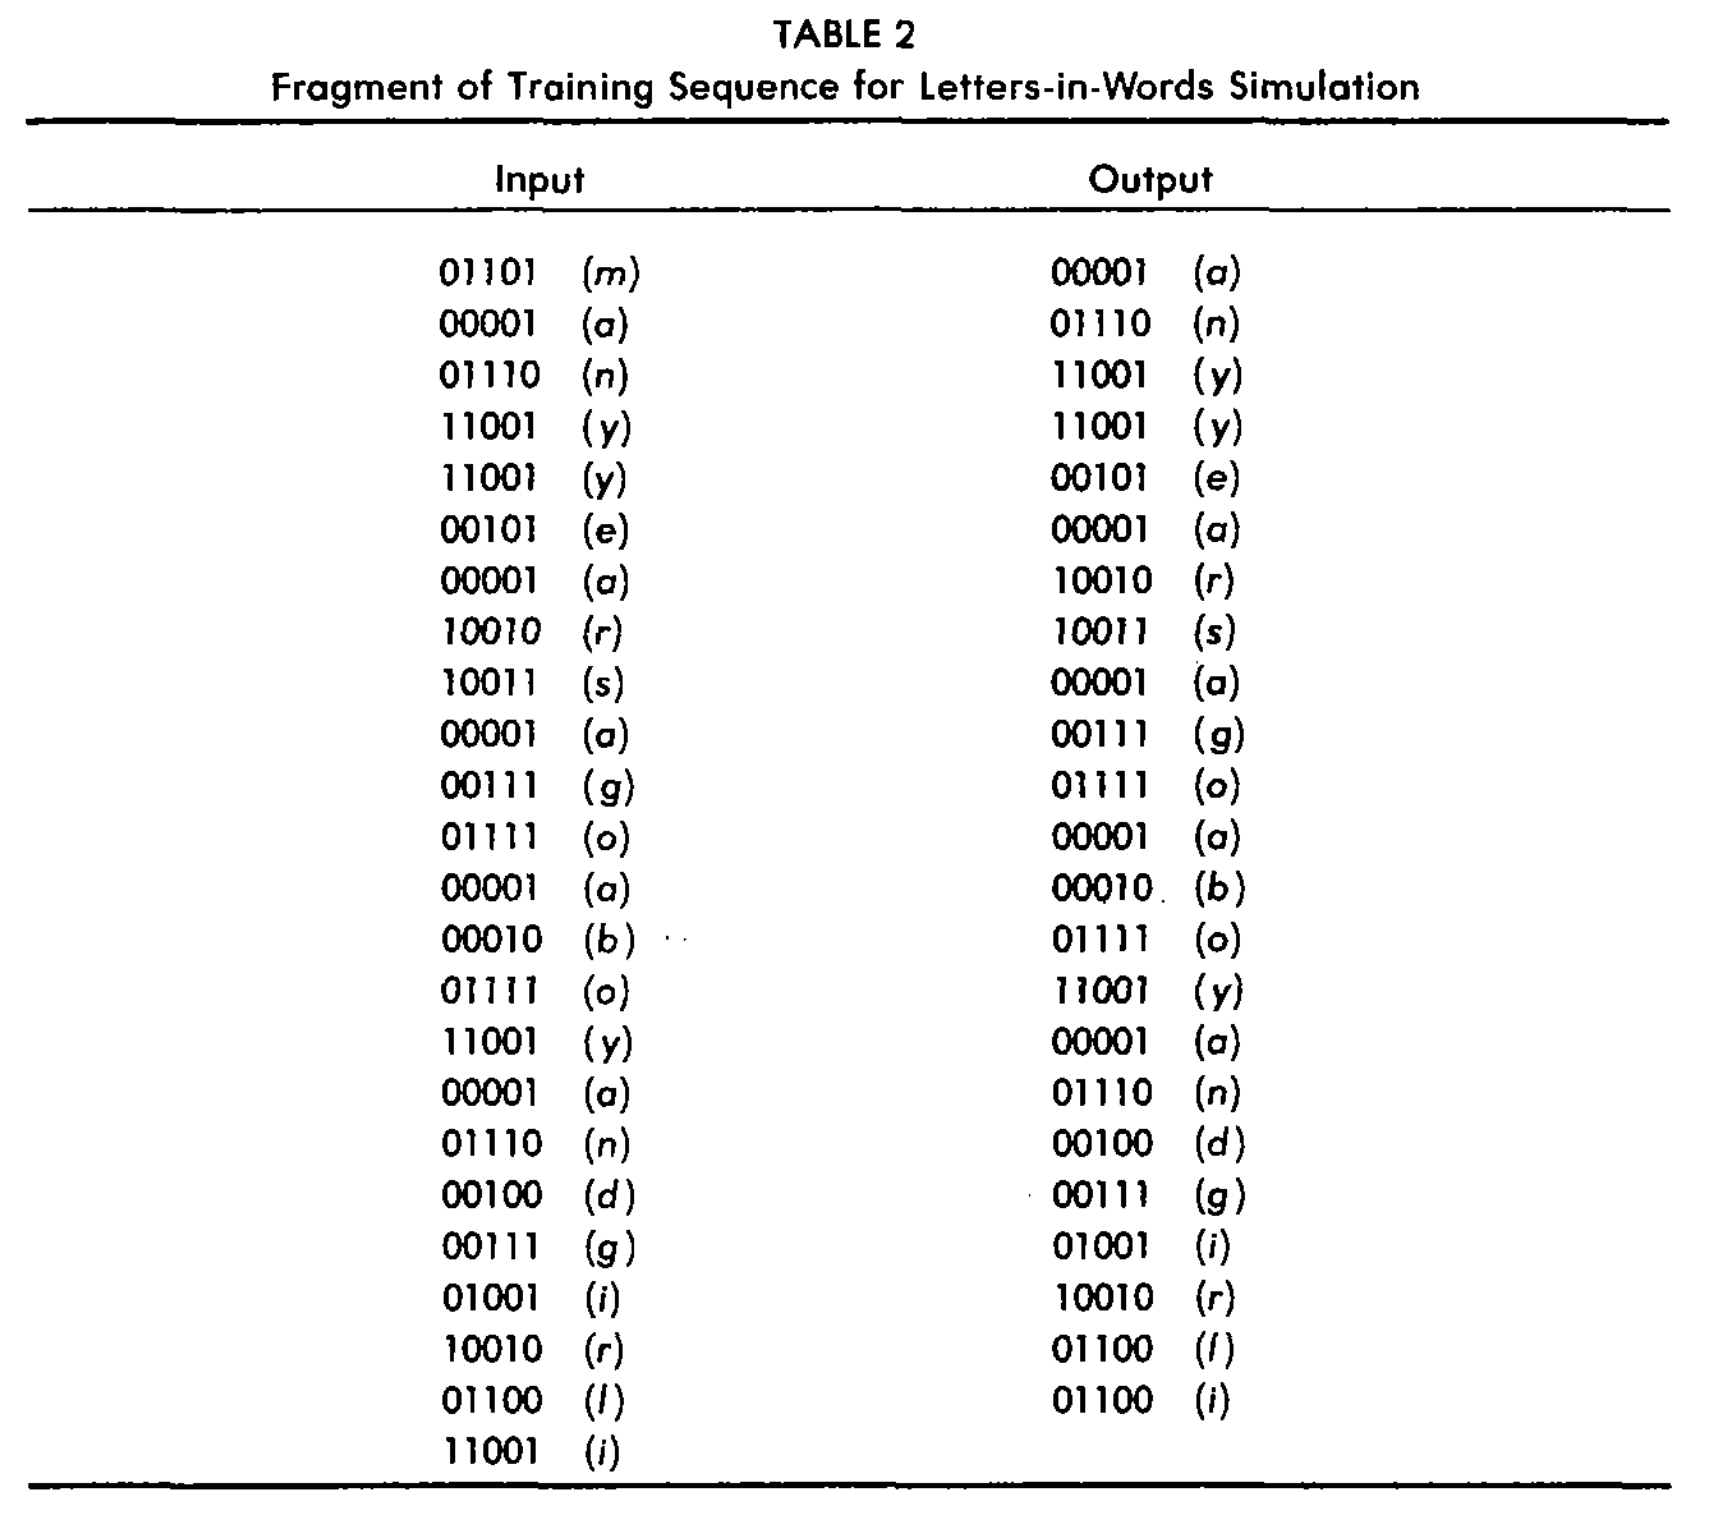 TABLE 2
Fragment of Training Sequence for Letters-in-Words Simulation
Input Output
01101 (m) 00001 (a)
00001 (a) 01110 (n)
01110 (n) 11001 (y)
11001 (y) 11001 (y)
11001 (y) 00101 (e)
00101 (e) 00001 (a)
00001 (a) 10010 (r)
10010 (r) 10011 (s)
10011 (s) 00001 (a)
00001 (a) 00111 (g)
00111 (g) 01111 (o)
01111 (o) 00001 (a)
00001 (a) 00010 (b)
00010 (b) 01111 (o)
01111 (o) 11001 (y)
11001 (y) 00001 (a)
00001 (a) 01110 (n)
01110 (n) 00100 (d)
00100 (d) 00111 (g)
00111 (g) 01001 (i)
01001 (i) 10010 (r)
10010 (r) 01100 (l)
01100 (l) 01100 (i)
11001 (i)